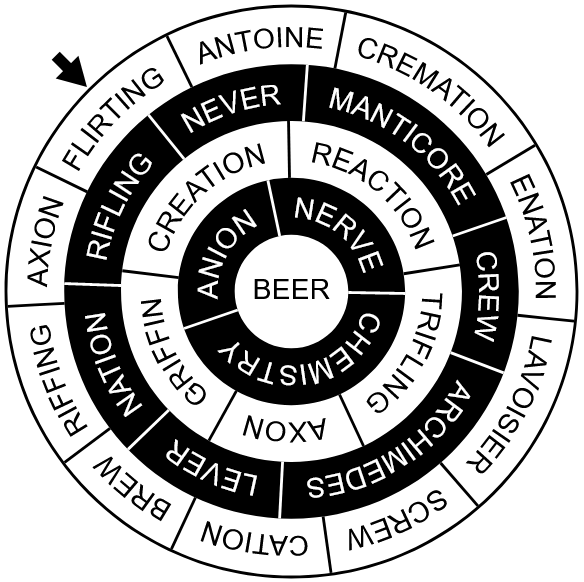 FLIRTING
ANTOINE
CREMATION
ENATION
LAVOISIER
SCREW
CATION
BREW
RIFFING
AXION
RIFLING
NEVER
MANTICORE
CREW
ARCHIMEDES
LEVER
NATION
CREATION
REACTION
TRIFLING
AXON
GRIFFIN
ANION
NERVE
CHEMISTRY
BEER